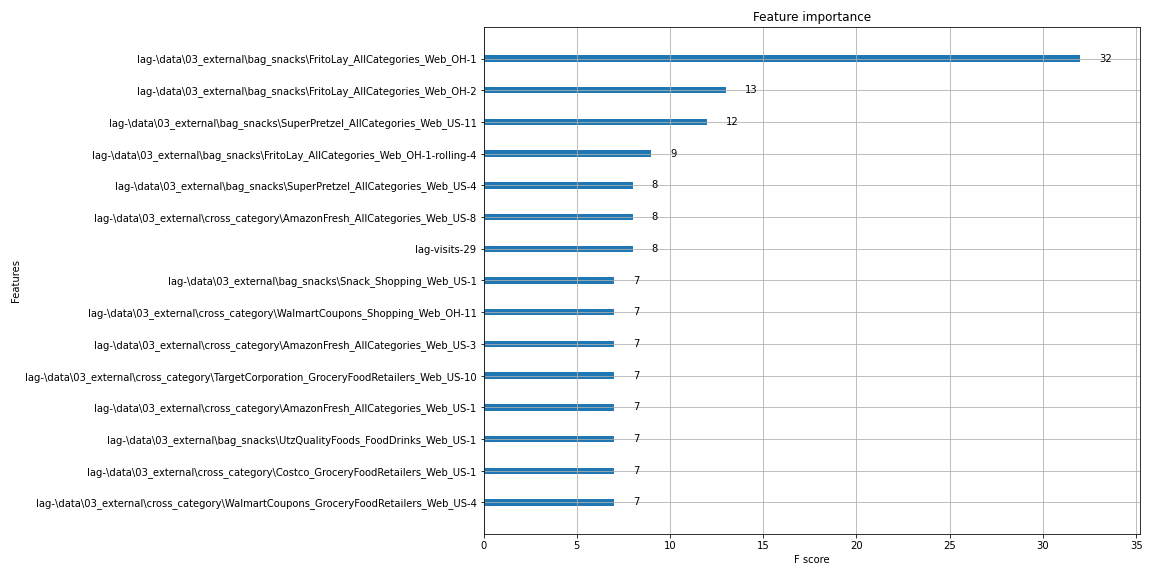 Feature importance
Features
lag-\data\03_external\bag_snacks\FritoLay_AllCategories_Web_OH-1 32
lag-\data\03_external\bag_snacks\FritoLay_AllCategories_Web_OH-2 13
lag-\data\03_external\bag_snacks\SuperPretzel_AllCategories_Web_US-11 12
lag-\data\03_external\bag_snacks\FritoLay_AllCategories_Web_OH-1-rolling-4 9
lag-\data\03_external\bag_snacks\SuperPretzel_AllCategories_Web_US-4 8
lag-\data\03_external\cross_category\AmazonFresh_AllCategories_Web_US-8 8
lag-visits-29 8
lag-\data\03_external\bag_snacks\Snack_Shopping_Web_US-1 7
lag-\data\03_external\cross_category\WalmartCoupons_Shopping_Web_OH-11 7
lag-\data\03_external\cross_category\AmazonFresh_AllCategories_Web_US-3 7
lag-\data\03_external\cross_category\TargetCorporation_GroceryFoodRetailers_Web_US-10 7
lag-\data\03_external\cross_category\AmazonFresh_AllCategories_Web_US-1 7
lag-\data\03_external\bag_snacks\UtzQualityFoods_FoodDrinks_Web_US-1 7
lag-\data\03_external\cross_category\Costco_GroceryFoodRetailers_Web_US-1 7
lag-\data\03_external\cross_category\WalmartCoupons_GroceryFoodRetailers_Web_US-4 7
0 5 10 15 20 25 30 35
F score